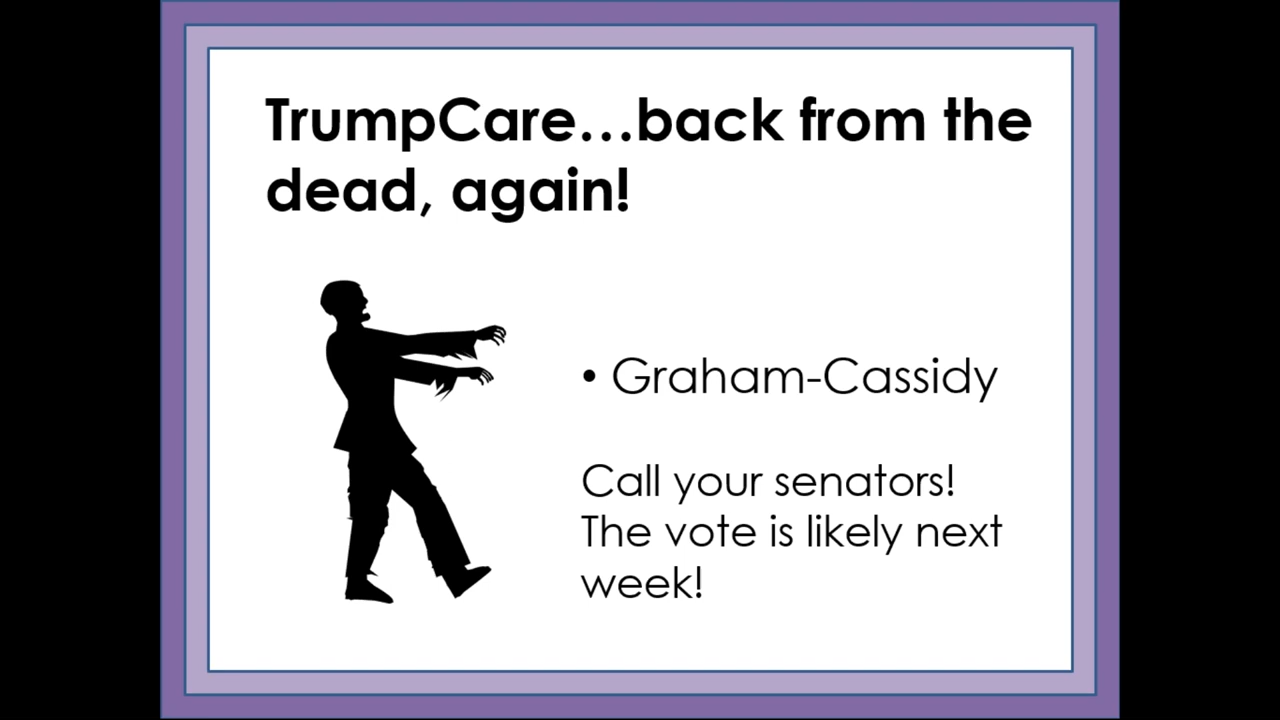 TrumpCare...back from the
dead, again!
• Graham-Cassidy
Call your senators!
The vote is likely next
week!